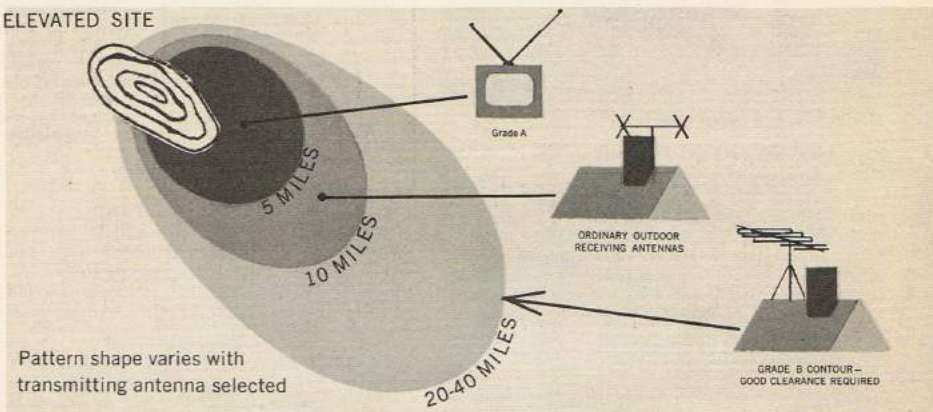 ELEVATED SITE
Grade A
5 MILES
ORDINARY OUTDOOR
RECEIVING ANTENNAS
10 MILES
20-40 MILES
Pattern shape varies with
transmitting antenna selected
GRADE B CONTOUR—
GOOD CLEARANCE REQUIRED